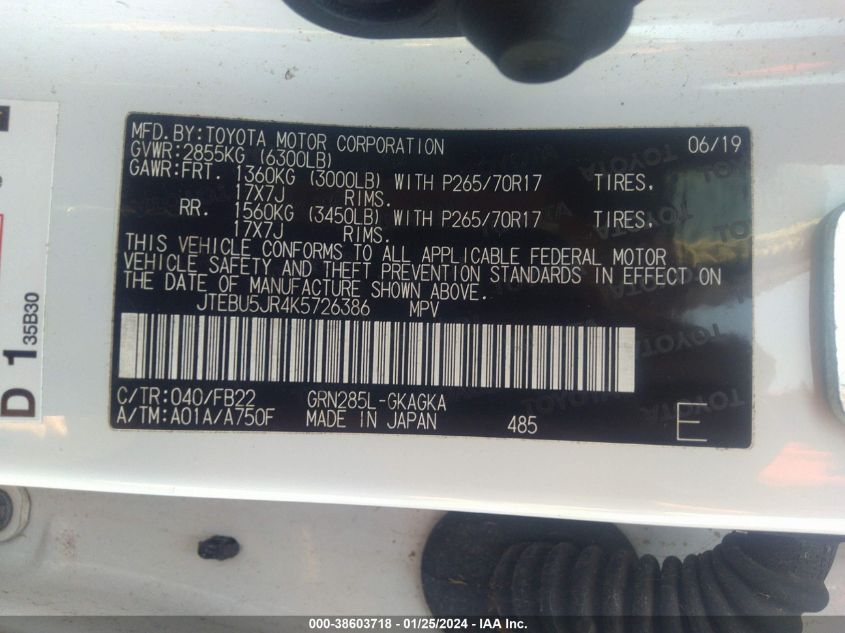 MFD.BY:TOYOTA MOTOR CORPORATION 06/19
GVWR:2855KG (6300LB)
GAWR:FRT. 1360KG (3000LB) WITH P265/70R17 TIRES,
17X7J RIMS.
RR. 1560KG (3450LB) WITH P265/70R17 TIRES,
17X7J RIMS.
THIS VEHICLE CONFORMS TO ALL APPLICABLE FEDERAL MOTOR
VEHICLE SAFETY AND THEFT PREVENTION STANDARDS IN EFFECT ON
THE DATE OF MANUFACTURE SHOWN ABOVE.
JTEBU5JR4K5726386 MPV
C/TR:040/FB22 GRN285L-GKAGKA
A/TM:A01A/A750F MADE IN JAPAN 485 E
D 1
35B30
000-38603718 - 01/25/2024 - IAA Inc.